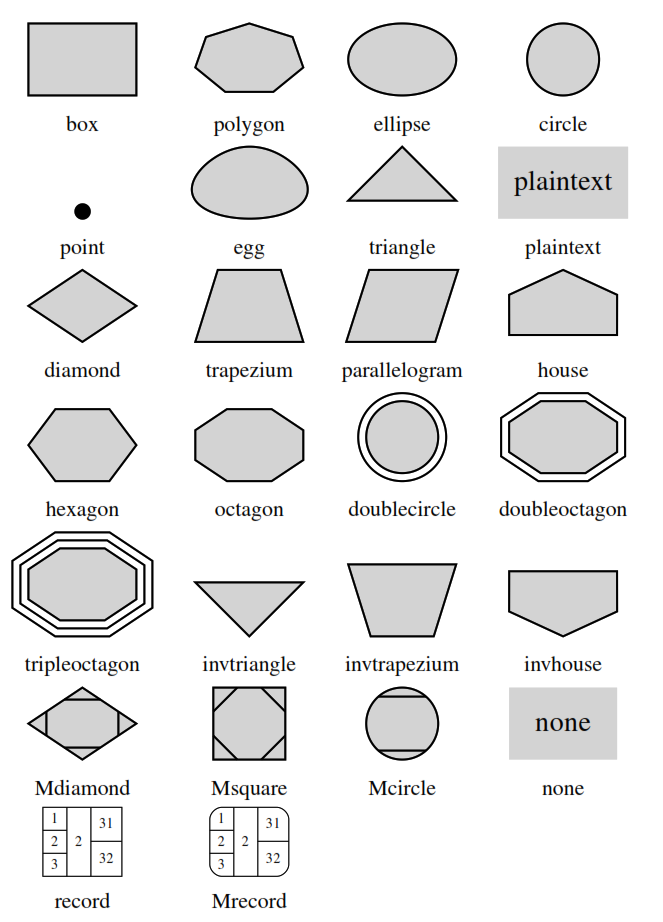 box polygon ellipse circle
plaintext
point egg triangle plaintext
diamond trapezium parallelogram house
hexagon octagon doublecircle doubleoctagon
tripleoctagon invtriangle invtrapezium invhouse
none
Mdiamond Msquare Mcircle none
1 2 3 2 31 32
1 2 3 2 31 32
record Mrecord